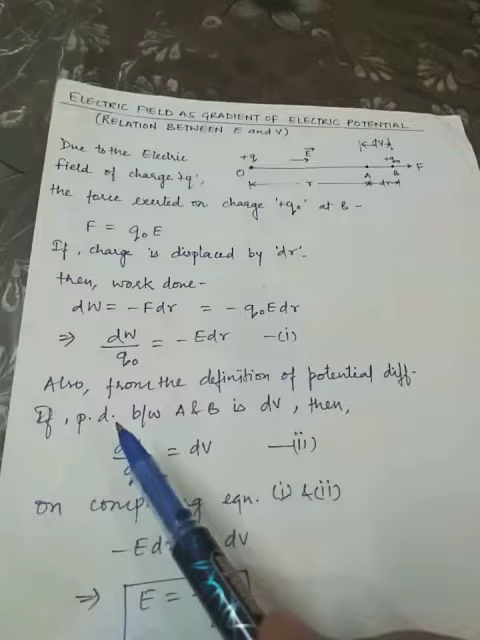 ELECTRIC FIELD AS GRADIENT OF ELECTRIC POTENTIAL
(RELATION BETWEEN E and V)
Due to the Electric
field of charge +q',
the force exerted on charge '+q₀' at B -
+q E⃗ dV +q₀
O A B F
r dr
F = q₀E
If, charge is displaced by 'dr'.
then, work done -
dW = -Fdr = - q₀Edr
⇒ dW/q₀ = - Edr -(i)
Also, from the definition of potential diff-
If, p.d. b/w A & B is dV, then,
= dV —(ii)
on eqn. (i) & (ii)
-Ed dV
⇒ E =